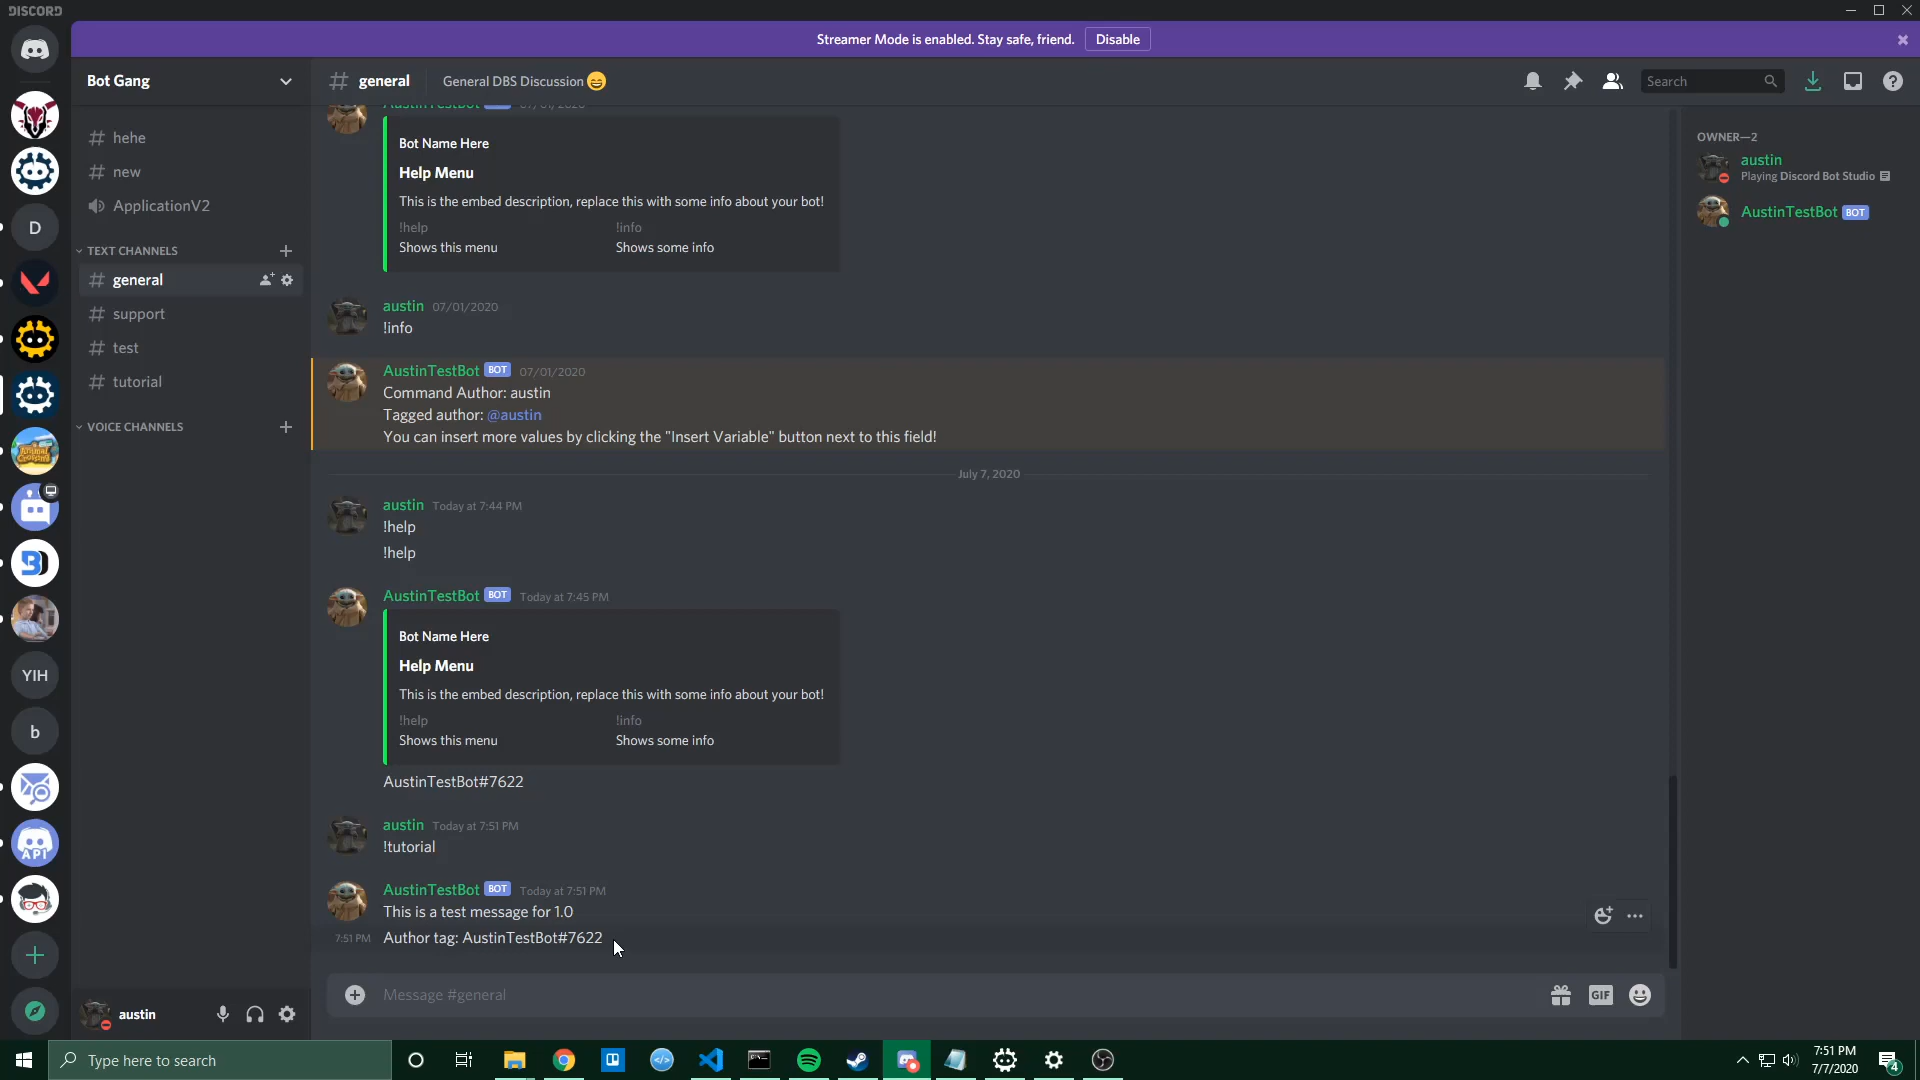 DISCORD
Streamer Mode is enabled. Stay safe, friend. Disable
Bot Gang
general
General DBS Discussion
Search
hehe
new
ApplicationV2
TEXT CHANNELS
general
support
test
tutorial
VOICE CHANNELS
D
YIH
b
API
AustinTestBot 07/01/2020
Bot Name Here
Help Menu
This is the embed description, replace this with some info about your bot!
!help !info
Shows this menu Shows some info
austin 07/01/2020
!info
AustinTestBot BOT 07/01/2020
Command Author: austin
Tagged author: @austin
You can insert more values by clicking the "Insert Variable" button next to this field!
July 7, 2020
austin Today at 7:44 PM
!help
!help
AustinTestBot BOT Today at 7:45 PM
Bot Name Here
Help Menu
This is the embed description, replace this with some info about your bot!
!help !info
Shows this menu Shows some info
AustinTestBot#7622
austin Today at 7:51 PM
!tutorial
AustinTestBot BOT Today at 7:51 PM
This is a test message for 1.0
7:51 PM Author tag: AustinTestBot#7622
Message #general
GIF
OWNER—2
austin
Playing Discord Bot Studio
AustinTestBot BOT
austin
Type here to search
7:51 PM
7/7/2020
4